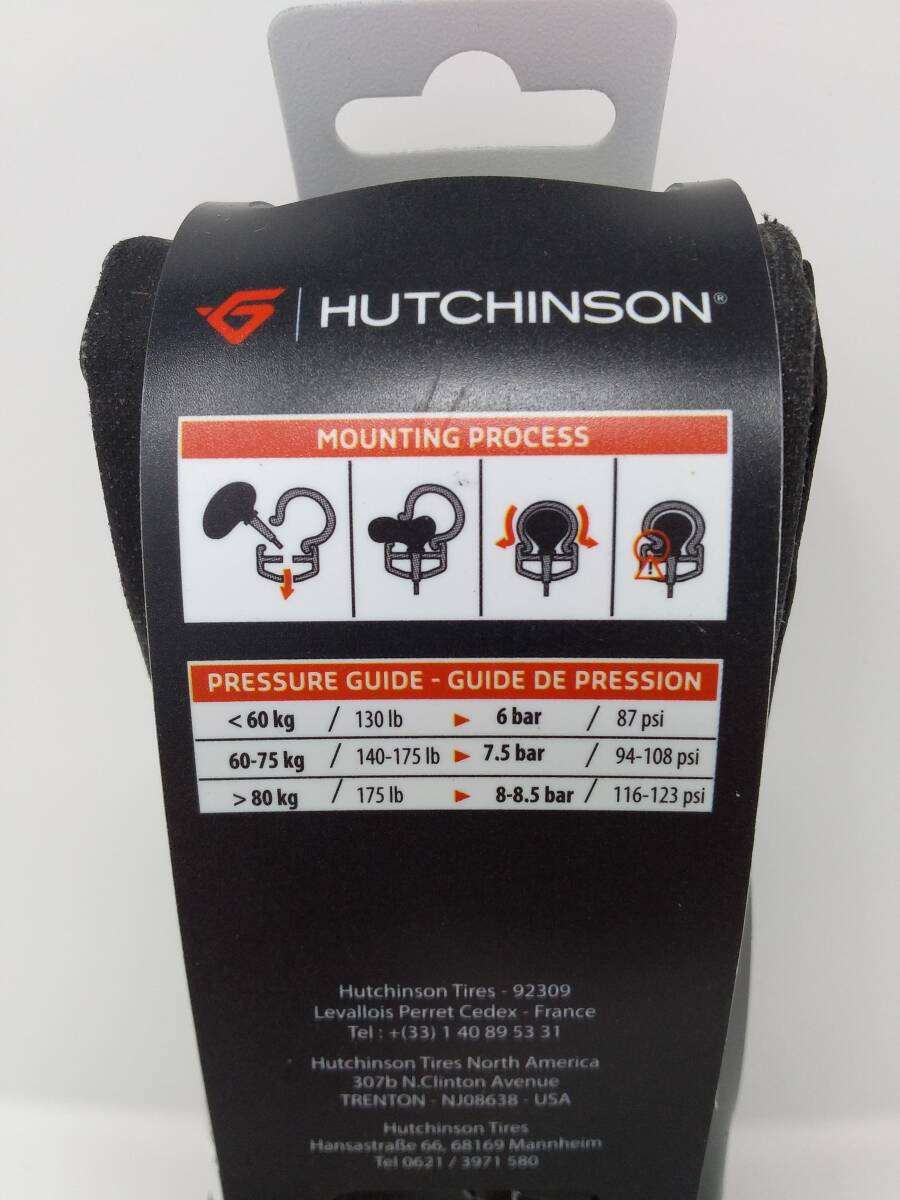 HUTCHINSON®
MOUNTING PROCESS
PRESSURE GUIDE - GUIDE DE PRESSION
< 60 kg / 130 lb ► 6 bar / 87 psi
60-75 kg / 140-175 lb ► 7.5 bar / 94-108 psi
> 80 kg / 175 lb ► 8-8.5 bar / 116-123 psi
Hutchinson Tires - 92309
Levallois Perret Cedex - France
Tel : +(33) 1 40 89 53 31
Hutchinson Tires North America
307b N.Clinton Avenue
TRENTON - NJ08638 - USA
Hutchinson Tires
Hansastraße 66, 68169 Mannheim
Tel 0621 / 3971 580